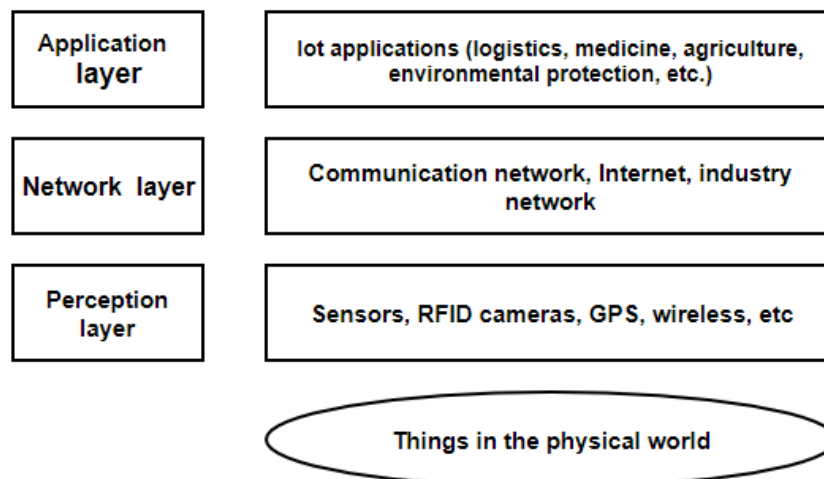 Application
layer
Iot applications (logistics, medicine, agriculture,
environmental protection, etc.)
Network layer
Communication network, Internet, industry
network
Perception
layer
Sensors, RFID cameras, GPS, wireless, etc
Things in the physical world